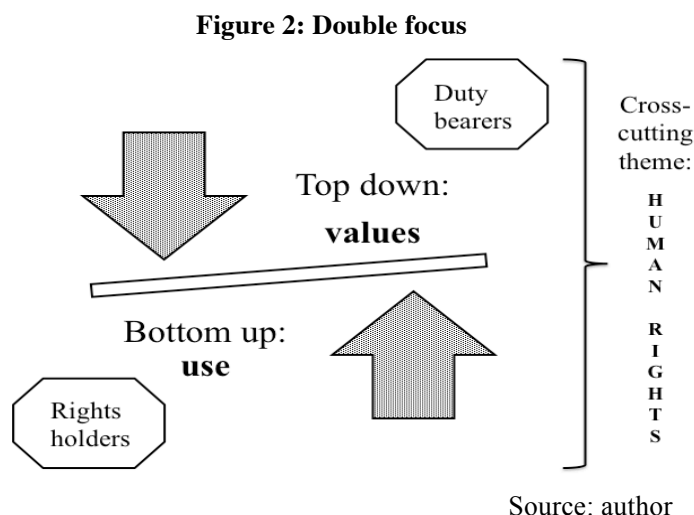 Figure 2: Double focus
Duty
bearers
Top down:
values
Bottom up:
use
Rights
holders
Cross-
cutting
theme:
H
U
M
A
N
R
I
G
H
T
S
Source: author